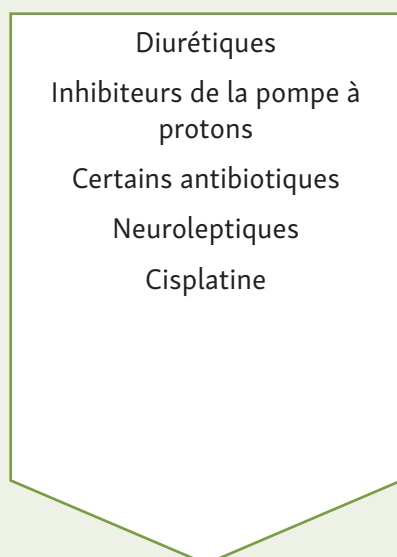 Diurétiques
Inhibiteurs de la pompe à
protons
Certains antibiotiques
Neuroleptiques
Cisplatine